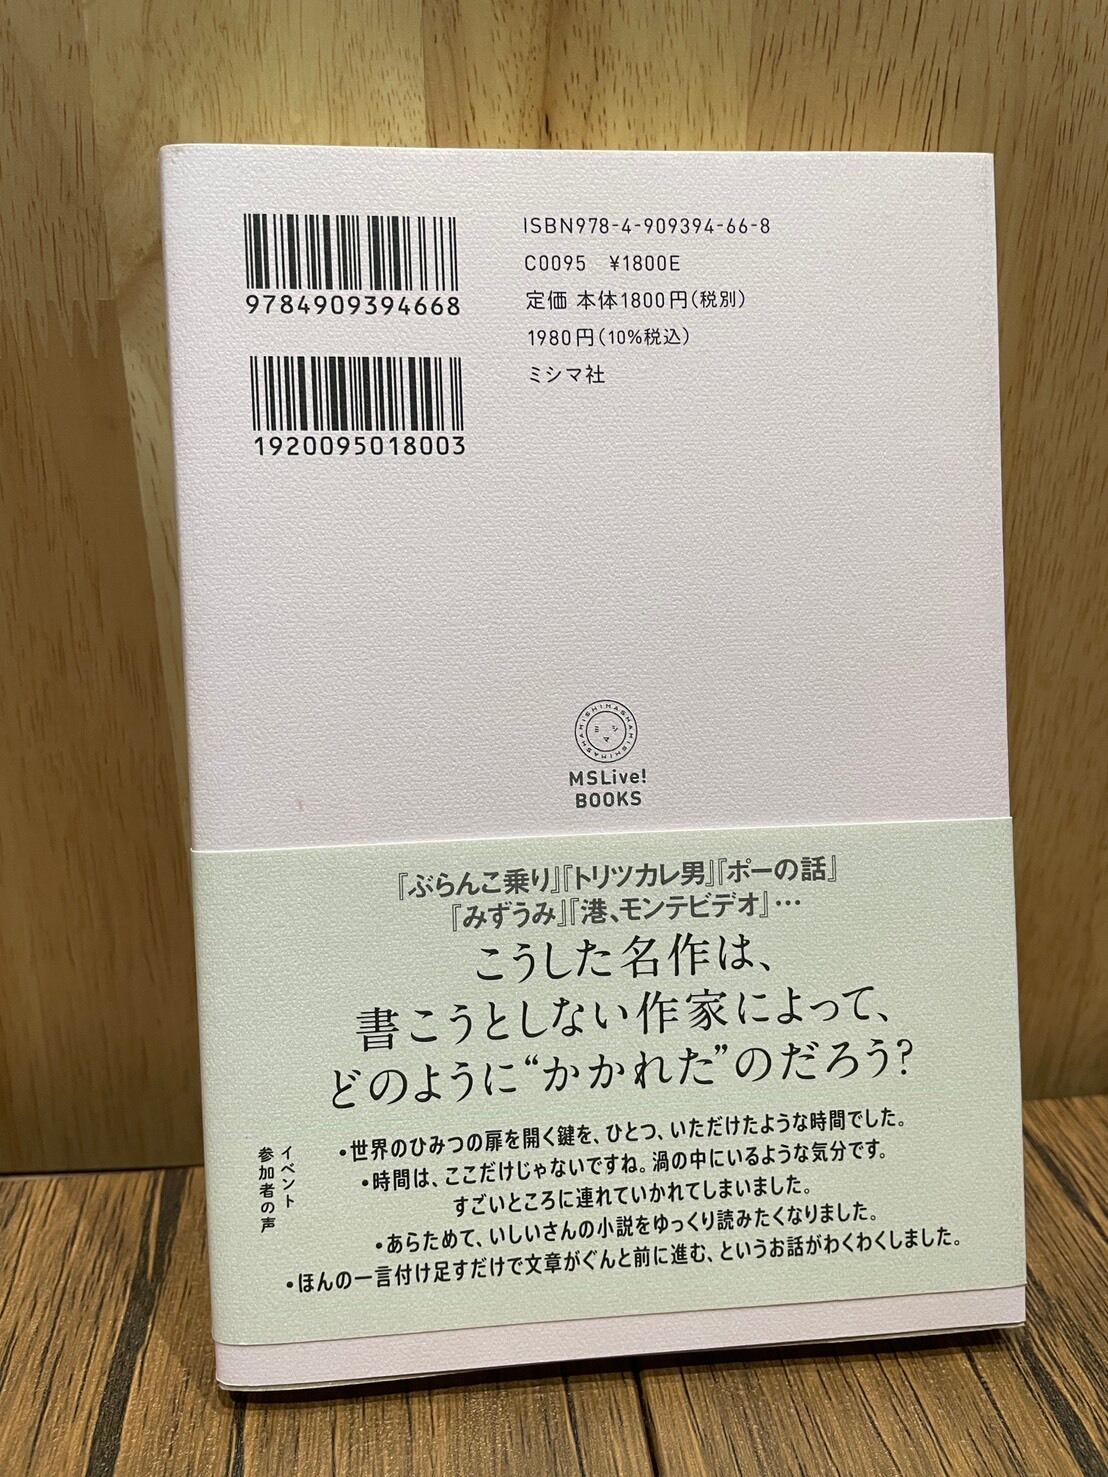 ISBN978-4-909394-66-8
C0095 ¥1800E
定価 本体1800円(税別)
1980円(10%税込)
ミシマ社
9784909394668
1920095018003
ミシマ
MSLive!
BOOKS
『ぶらんこ乗り』『トリツカレ男』『ポーの話』
『みずうみ』『港、モンテビデオ』…
こうした名作は、
書こうとしない作家によって、
どのように“かかれた”のだろう?
イベント
参加者の声
•世界のひみつの扉を開く鍵を、ひとつ、いただけたような時間でした。
•時間は、ここだけじゃないですね。渦の中にいるような気分です。
すごいところに連れていかれてしまいました。
•あらためて、いしいさんの小説をゆっくり読みたくなりました。
•ほんの一言付け足すだけで文章がぐんと前に進む、というお話がわくわくしました。